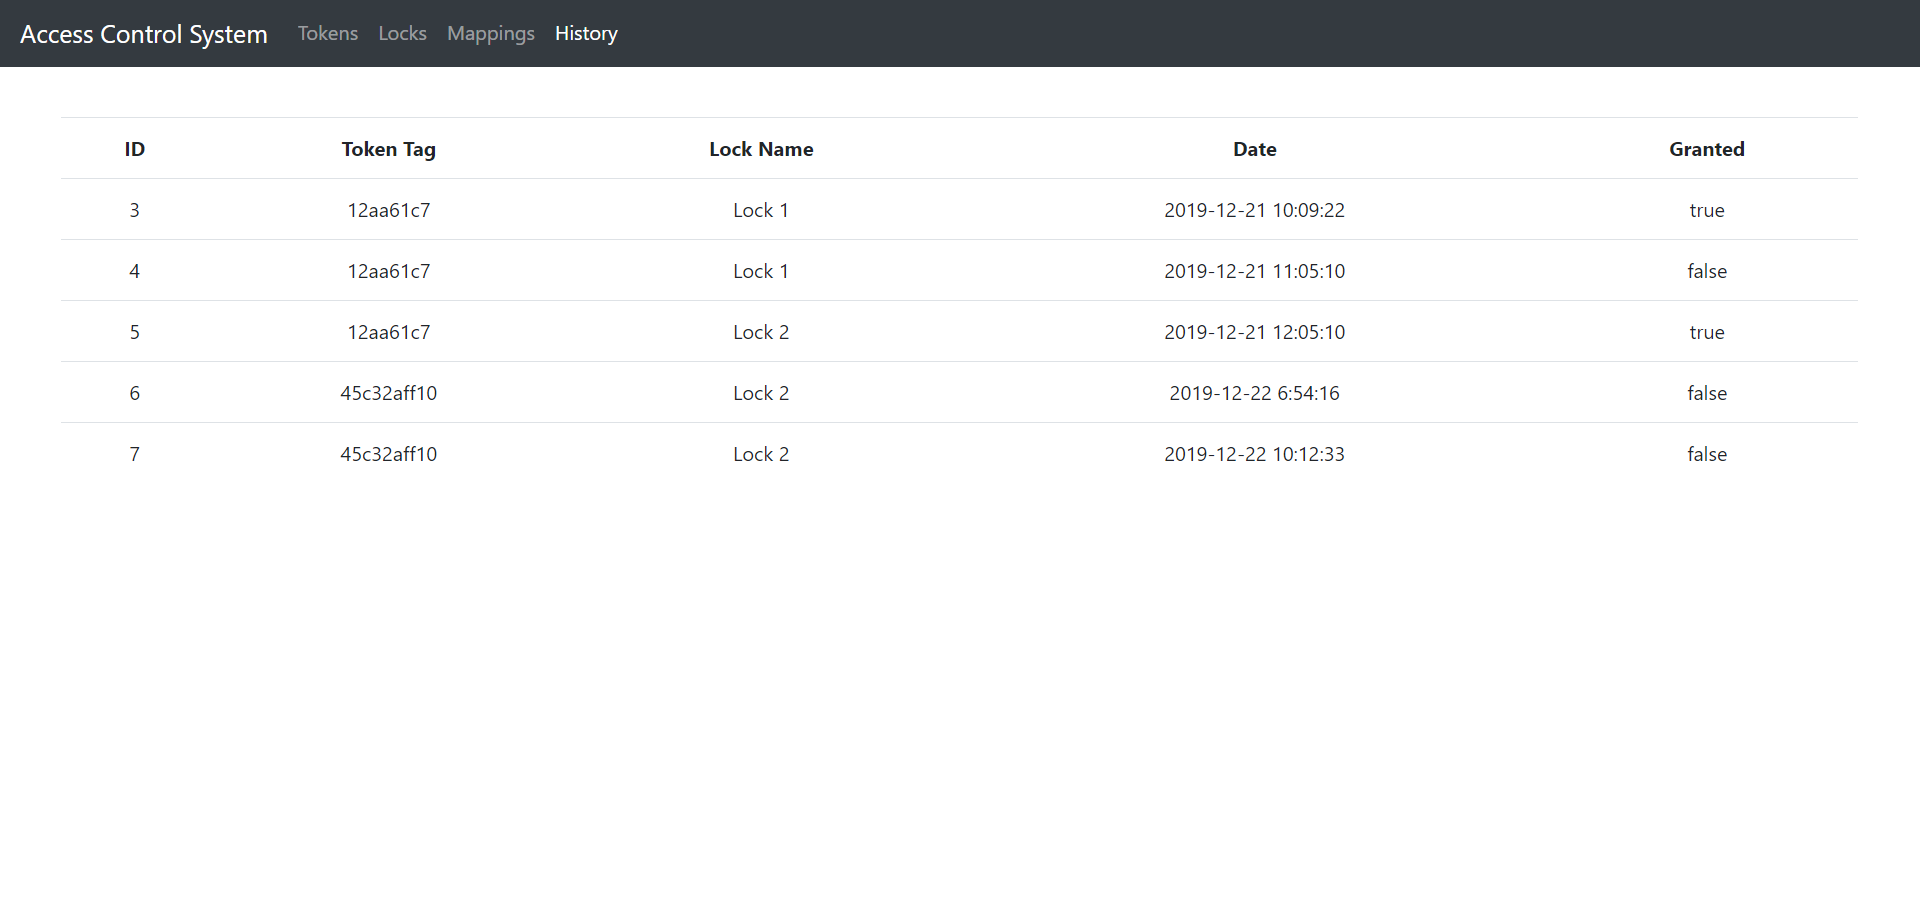 Access Control System Tokens Locks Mappings History
ID Token Tag Lock Name Date Granted
3 12aa61c7 Lock 1 2019-12-21 10:09:22 true
4 12aa61c7 Lock 1 2019-12-21 11:05:10 false
5 12aa61c7 Lock 2 2019-12-21 12:05:10 true
6 45c32aff10 Lock 2 2019-12-22 6:54:16 false
7 45c32aff10 Lock 2 2019-12-22 10:12:33 false